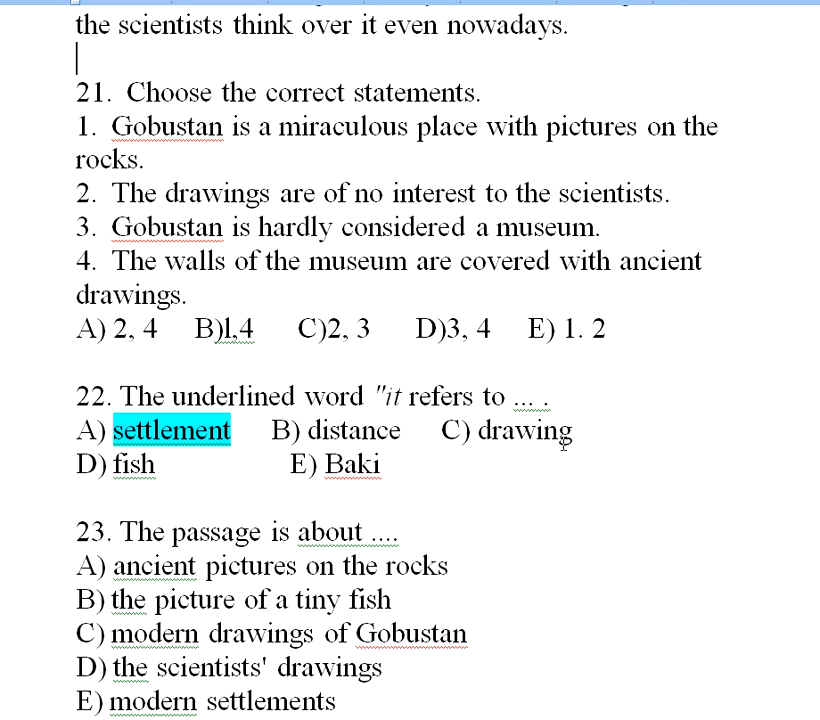 the scientists think over it even nowadays.
21. Choose the correct statements.
1. Gobustan is a miraculous place with pictures on the
rocks.
2. The drawings are of no interest to the scientists.
3. Gobustan is hardly considered a museum.
4. The walls of the museum are covered with ancient
drawings.
A) 2, 4 B)1,4 C)2, 3 D)3, 4 E) 1. 2
22. The underlined word "it refers to ... .
A) settlement B) distance C) drawing
D) fish E) Baki
23. The passage is about ....
A) ancient pictures on the rocks
B) the picture of a tiny fish
C) modern drawings of Gobustan
D) the scientists' drawings
E) modern settlements